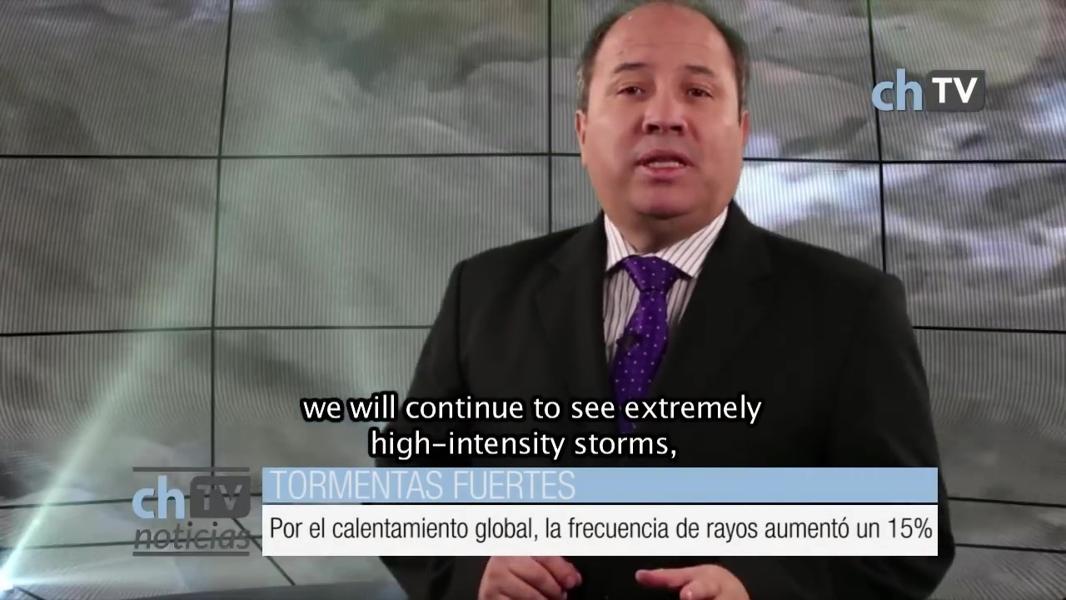 ch TV
we will continue to see extremely
high-intensity storms,
ch TV
noticias
TORMENTAS FUERTES
Por el calentamiento global, la frecuencia de rayos aumentó un 15%